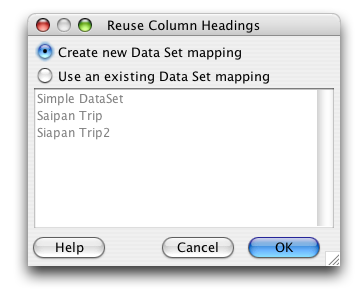 Reuse Column Headings
Create new Data Set mapping
Use an existing Data Set mapping
Simple DataSet
Saipan Trip
Siapan Trip2
Help
Cancel
OK